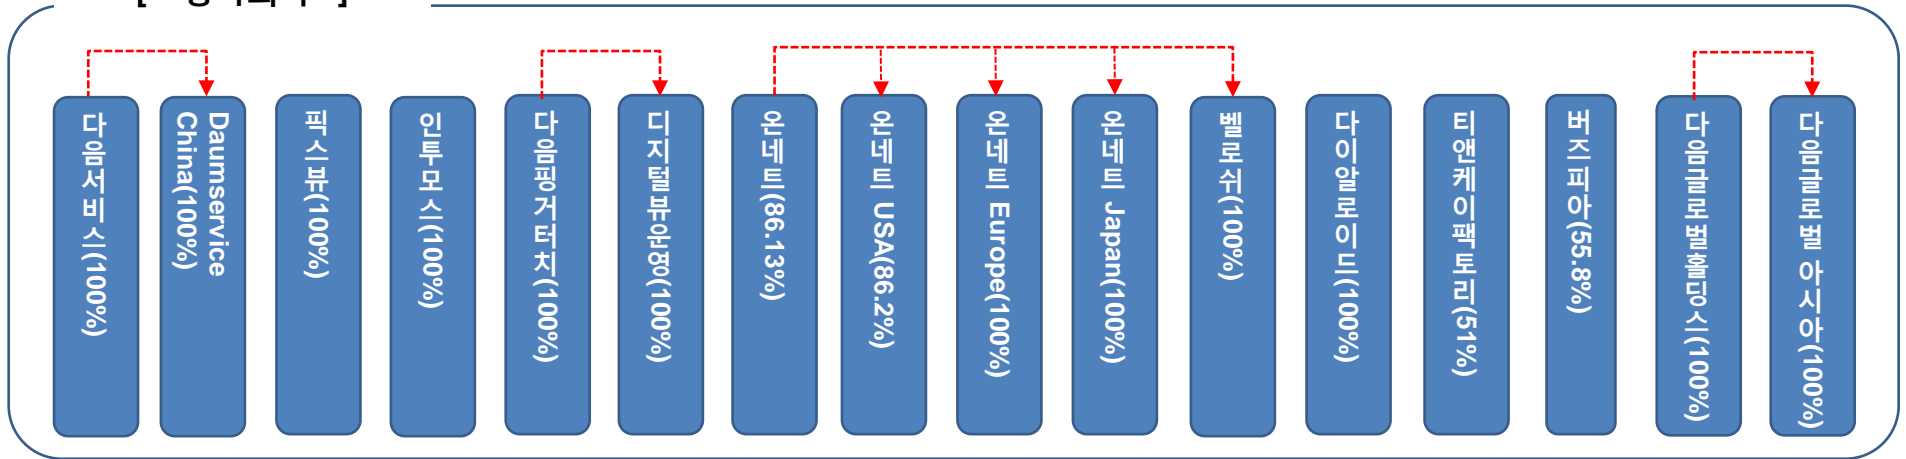 다음서비스(100%)
Daumservice
China(100%)
픽스뷰(100%)
인투모스(100%)
다음핑거터치(100%)
디지털뷰운영(100%)
온네트(86.13%)
온네트 USA(86.2%)
온네트 Europe(100%)
온네트 Japan(100%)
벨로쉬(100%)
다이알로이드(100%)
티앤케이팩토리(51%)
버즈피아(55.8%)
다음글로벌홀딩스(100%)
다음글로벌 아시아(100%)